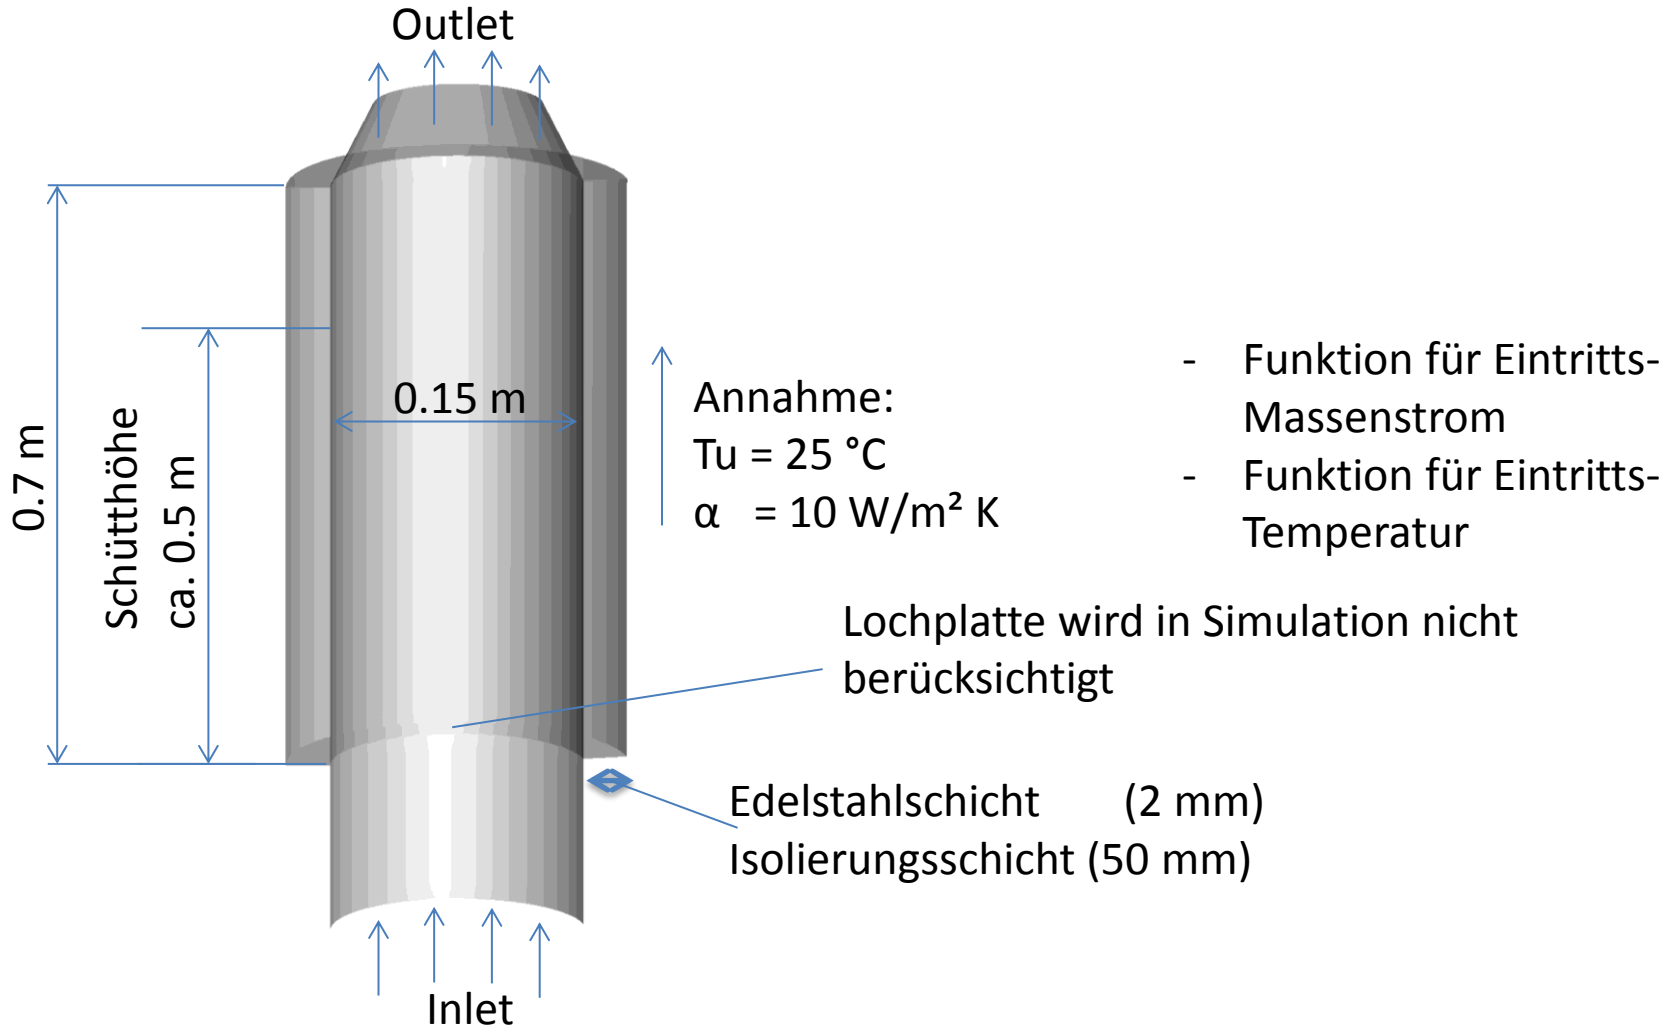 Outlet
0.7 m
Schütthöhe
ca. 0.5 m
0.15 m
Annahme:
Tu = 25 °C
α = 10 W/m² K
- Funktion für Eintritts-
Massenstrom
- Funktion für Eintritts-
Temperatur
Lochplatte wird in Simulation nicht
berücksichtigt
Edelstahlschicht (2 mm)
Isolierungsschicht (50 mm)
Inlet